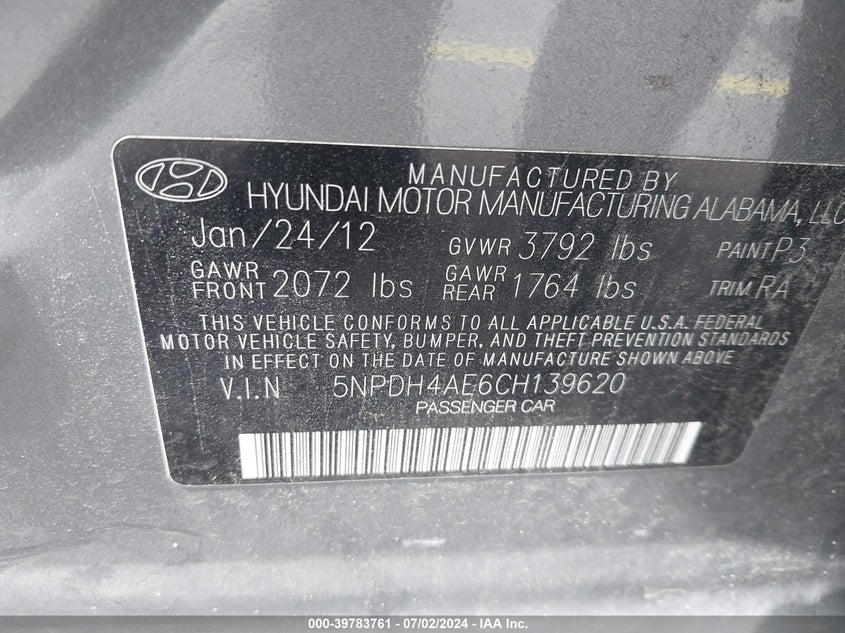 MANUFACTURED BY
HYUNDAI MOTOR MANUFACTURING ALABAMA, LLC
Jan/24/12 GVWR 3792 lbs PAINT P3
GAWR FRONT 2072 lbs GAWR REAR 1764 lbs TRIM RA
THIS VEHICLE CONFORMS TO ALL APPLICABLE U.S.A. FEDERAL
MOTOR VEHICLE SAFETY, BUMPER, AND THEFT PREVENTION STANDARDS
IN EFFECT ON THE DATE OF MANUFACTURE SHOWN ABOVE
V.I.N 5NPDH4AE6CH139620
PASSENGER CAR
000-39783761 - 07/02/2024 - IAA Inc.